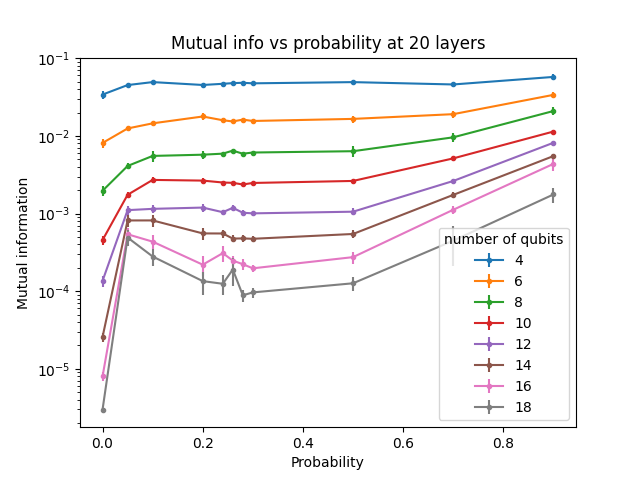 Mutual info vs probability at 20 layers
10⁻¹
10⁻²
10⁻³
10⁻⁴
10⁻⁵
Mutual information
number of qubits
4
6
8
10
12
14
16
18
0.0 0.2 0.4 0.6 0.8
Probability